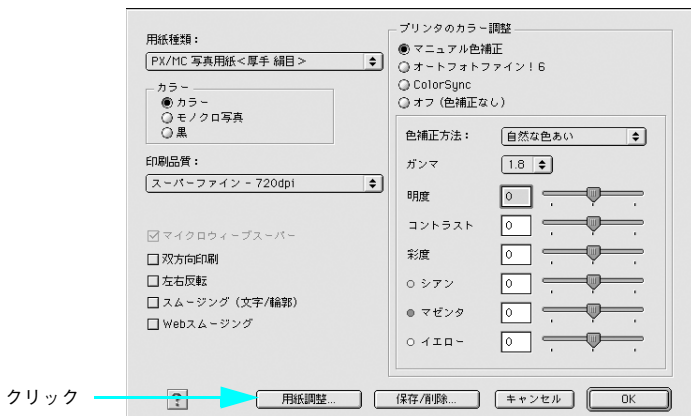 用紙種類：
PX/MC 写真用紙<厚手 絹目>
カラー
カラー
モノクロ写真
黒
印刷品質：
スーパーファイン - 720dpi
マイクロウィーブスーパー
双方向印刷
左右反転
スムージング（文字/輪郭）
Webスムージング
プリンタのカラー調整
マニュアル色補正
オートフォトファイン！6
ColorSync
オフ（色補正なし）
色補正方法：
自然な色あい
ガンマ
1.8
明度
0
コントラスト
0
彩度
0
シアン
0
マゼンタ
0
イエロー
0
クリック
?
用紙調整...
保存/削除...
キャンセル
OK